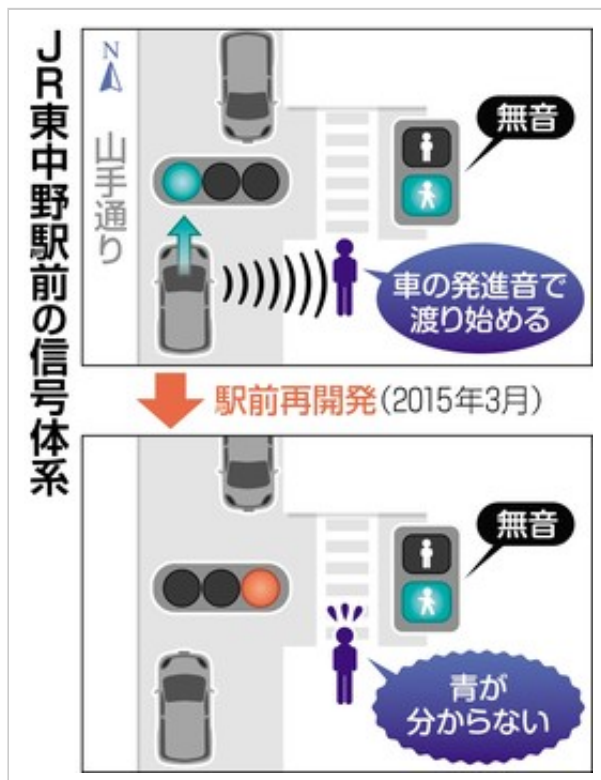 JR東中野駅前の信号体系
N
山手通り
無音
車の発進音で
渡り始める
駅前再開発(2015年3月)
無音
青が
分からない